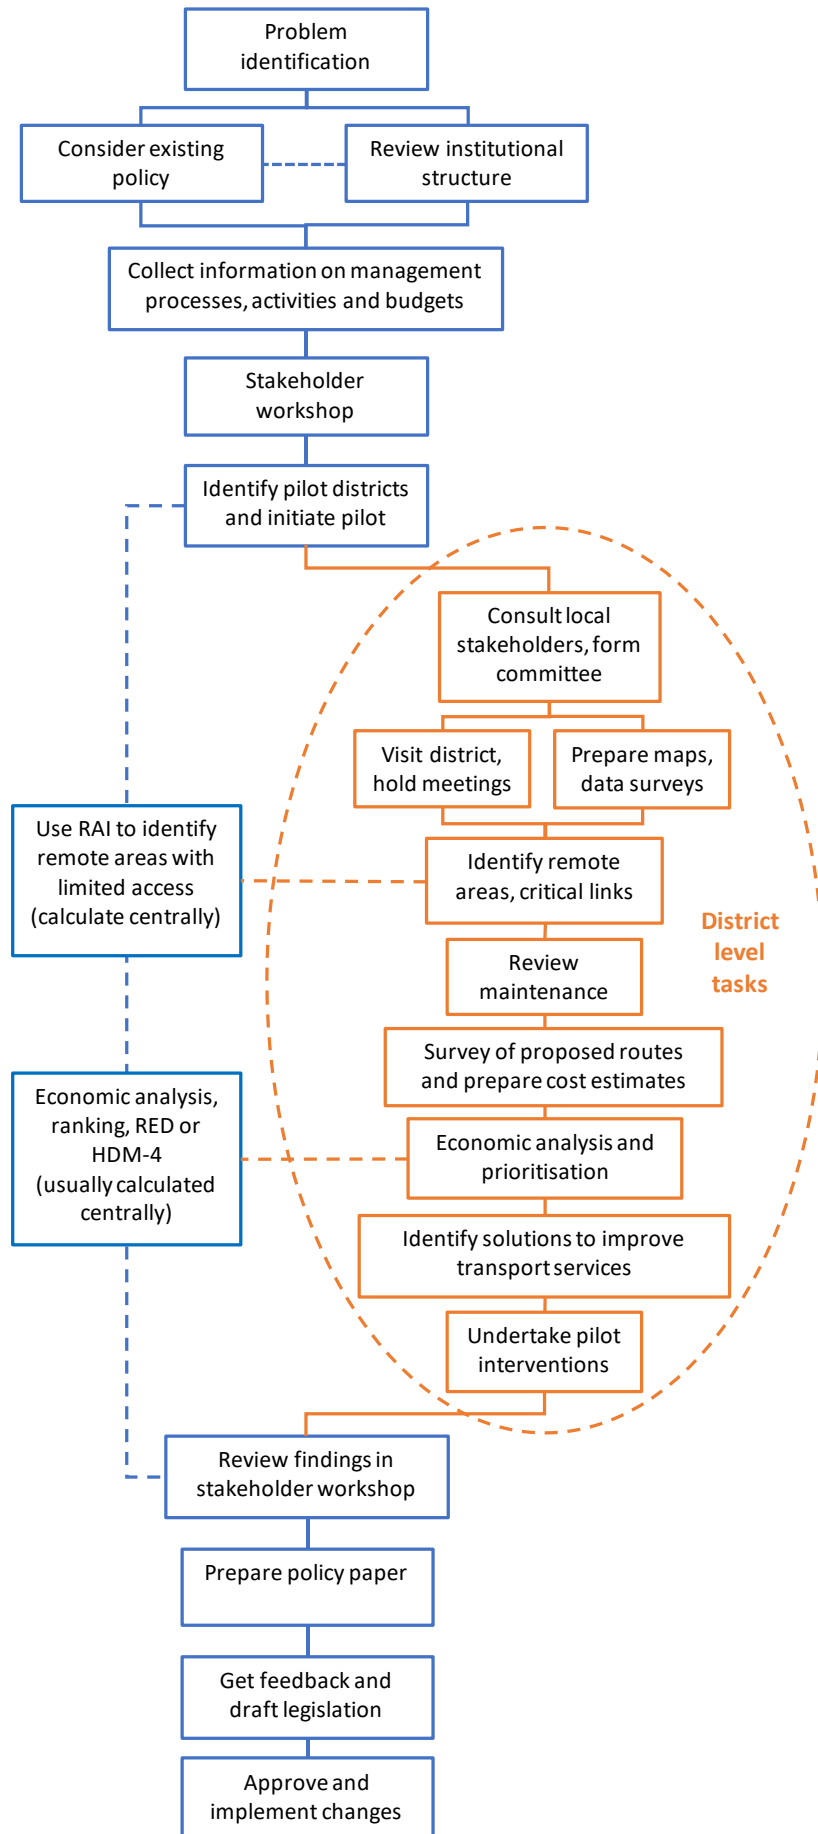 Problem
identification
Consider existing
policy
Review institutional
structure
Collect information on management
processes, activities and budgets
Stakeholder
workshop
Identify pilot districts
and initiate pilot
Consult local
stakeholders, form
committee
Visit district,
hold meetings
Prepare maps,
data surveys
Use RAI to identify
remote areas with
limited access
(calculate centrally)
Identify remote
areas, critical links
District
level
tasks
Review
maintenance
Survey of proposed routes
and prepare cost estimates
Economic analysis,
ranking, RED or
HDM-4
(usually calculated
centrally)
Economic analysis and
prioritisation
Identify solutions to improve
transport services
Undertake pilot
interventions
Review findings in
stakeholder workshop
Prepare policy paper
Get feedback and
draft legislation
Approve and
implement changes